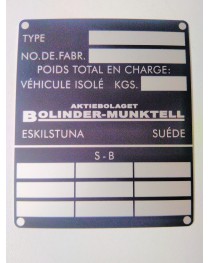 TYPE
NO.DE FABR.
POIDS TOTAL EN CHARGE:
VÉHICULE ISOLÉ KGS.
AKTIEBOLAGET
BOLINDER-MUNKTELL
ESKILSTUNA SUÉDE
S - B